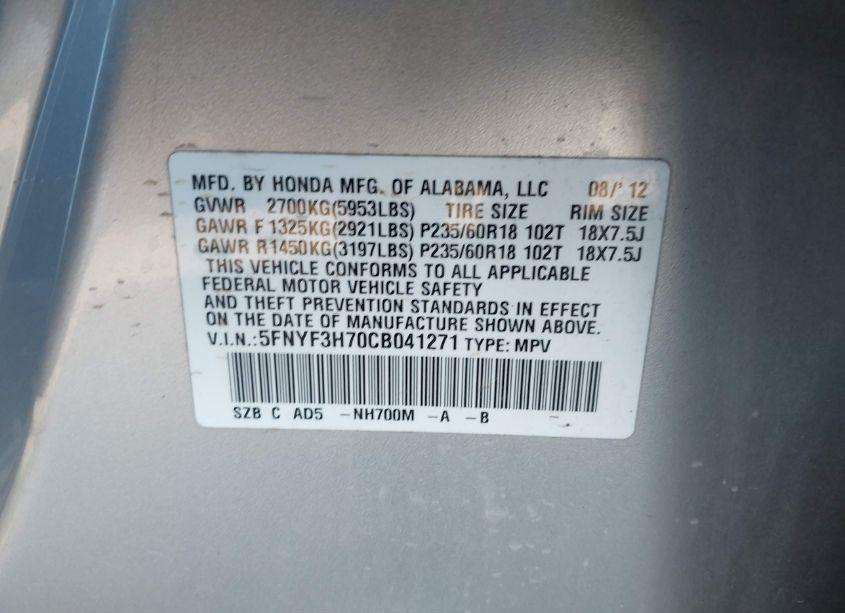 MFD. BY HONDA MFG. OF ALABAMA, LLC 08/'12
GVWR 2700KG(5953LBS) TIRE SIZE RIM SIZE
GAWR F 1325KG(2921LBS) P235/60R18 102T 18X7.5J
GAWR R1450KG(3197LBS) P235/60R18 102T 18X7.5J
THIS VEHICLE CONFORMS TO ALL APPLICABLE
FEDERAL MOTOR VEHICLE SAFETY
AND THEFT PREVENTION STANDARDS IN EFFECT
ON THE DATE OF MANUFACTURE SHOWN ABOVE.
V.I.N.:5FNYF3H70CB041271 TYPE: MPV
SZB C AD5 -NH700M -A -B -